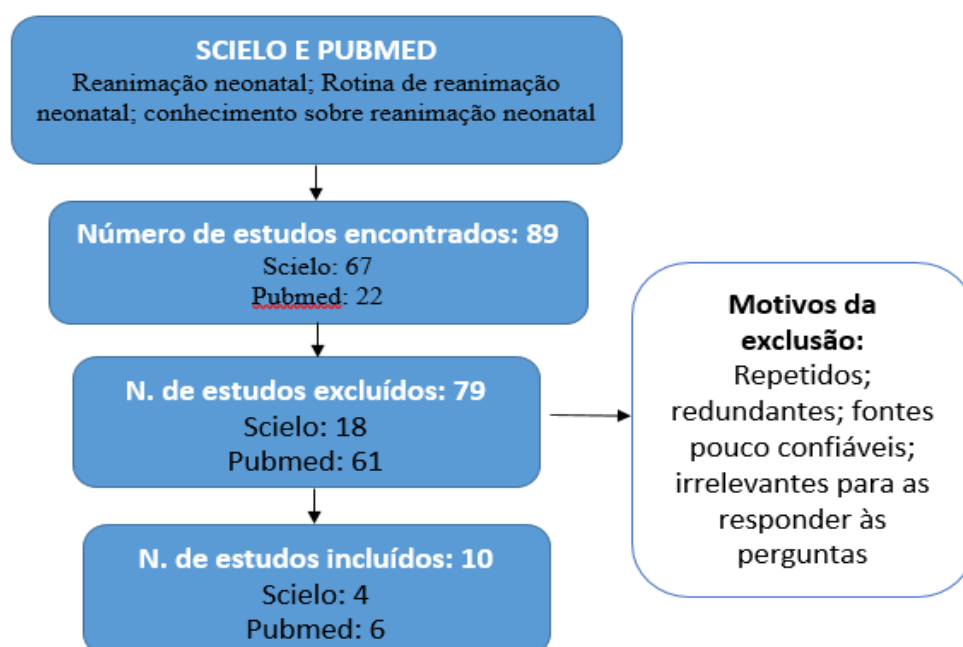 SCIELO E PUBMED
Reanimação neonatal; Rotina de reanimação
neonatal; conhecimento sobre reanimação neonatal
Número de estudos encontrados: 89
Scielo: 67
Pubmed: 22
N. de estudos excluídos: 79
Scielo: 18
Pubmed: 61
Motivos da
exclusão:
Repetidos;
redundantes; fontes
pouco confiáveis;
irrelevantes para as
responder às
perguntas
N. de estudos incluídos: 10
Scielo: 4
Pubmed: 6